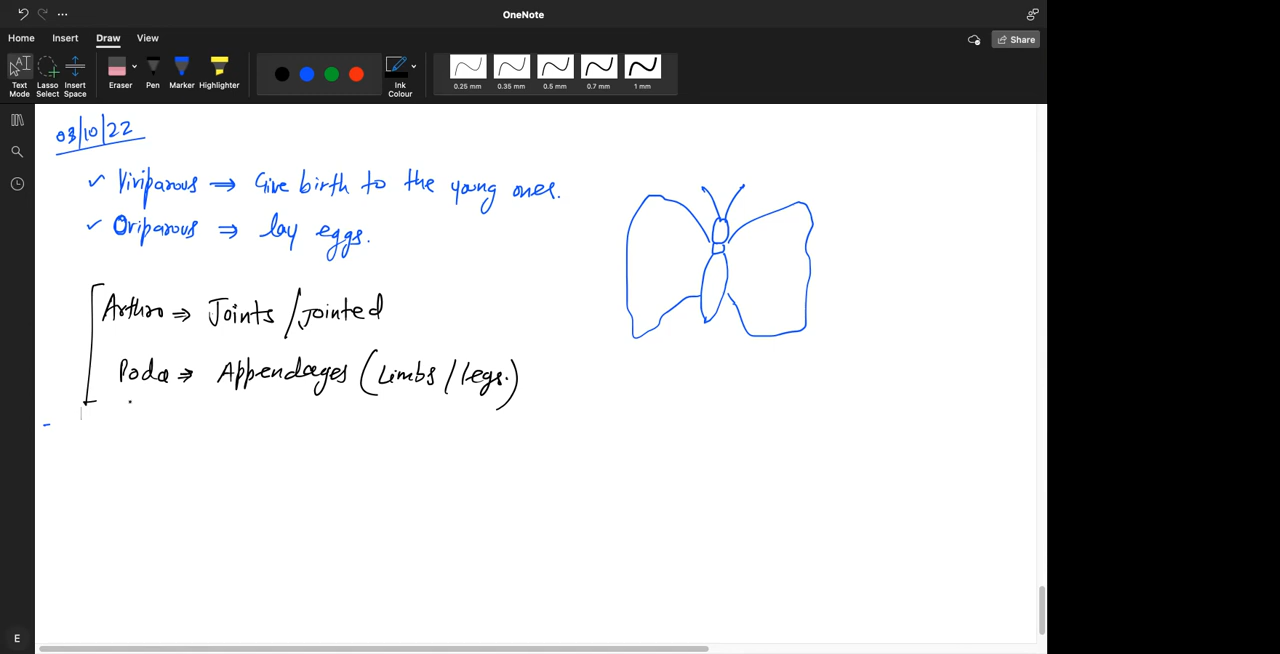 OneNote
Home Insert Draw View
Share
Text Mode Lasso Select Insert Space Eraser Pen Marker Highlighter Ink Colour 0.25 mm 0.35 mm 0.5 mm 0.7 mm 1 mm
03/10/22
✓ Viviparous ⇒ Give birth to the young ones.
✓ Oviparous ⇒ lay eggs.
Arthro ⇒ Joints / Jointed
Poda ⇒ Appendages (Limbs / Legs.)
E